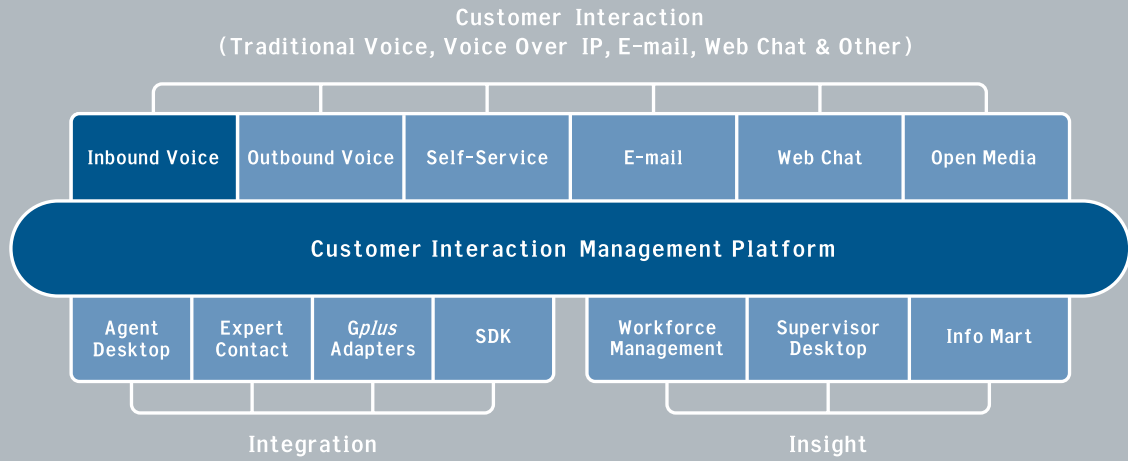 Customer Interaction
(Traditional Voice, Voice Over IP, E-mail, Web Chat & Other)
Inbound Voice
Outbound Voice
Self-Service
E-mail
Web Chat
Open Media
Customer Interaction Management Platform
Agent
Desktop
Expert
Contact
Gplus
Adapters
SDK
Workforce
Management
Supervisor
Desktop
Info Mart
Integration
Insight